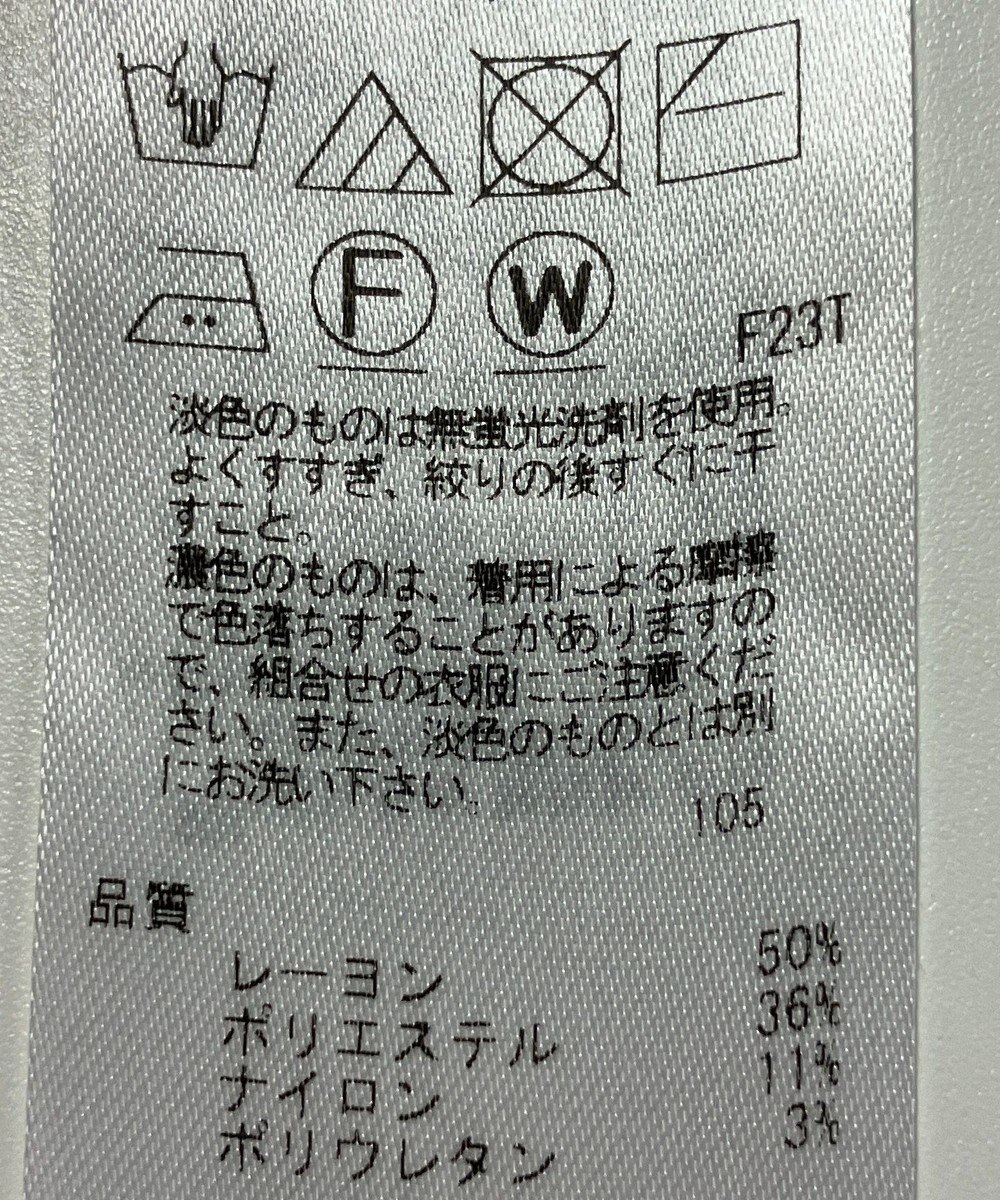 F W F23T
淡色のものは無蛍光洗剤を使用。
よくすすぎ、絞りの後すぐに干
すこと。
濃色のものは、着用による摩擦
で色落ちすることがありますの
で、組合せの衣服にご注意くだ
さい。また、淡色のものとは別
にお洗い下さい。
105
品質
レーヨン 50%
ポリエステル 36%
ナイロン 11%
ポリウレタン 3%